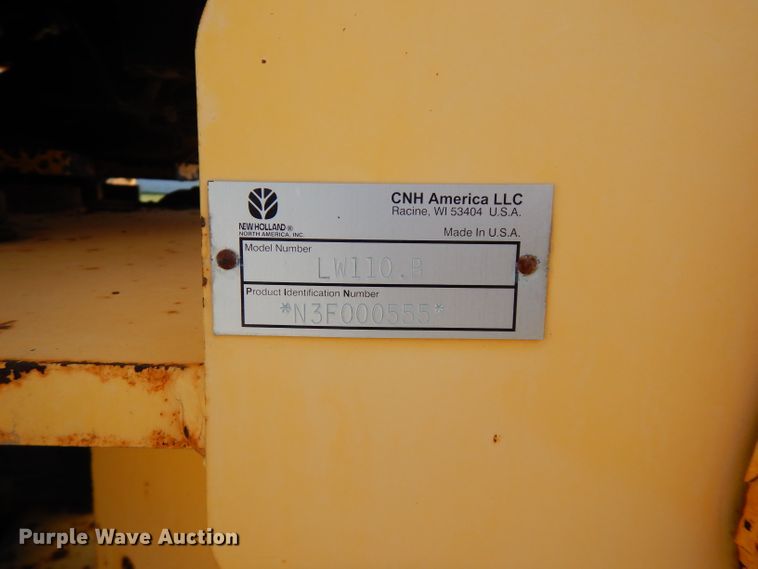 CNH America LLC
Racine, WI 53404 U.S.A.
NEW HOLLAND®
NORTH AMERICA, INC.
Made In U.S.A.
Model Number
LW110.B
Product Identification Number
*N3F000555*
Purple Wave Auction®